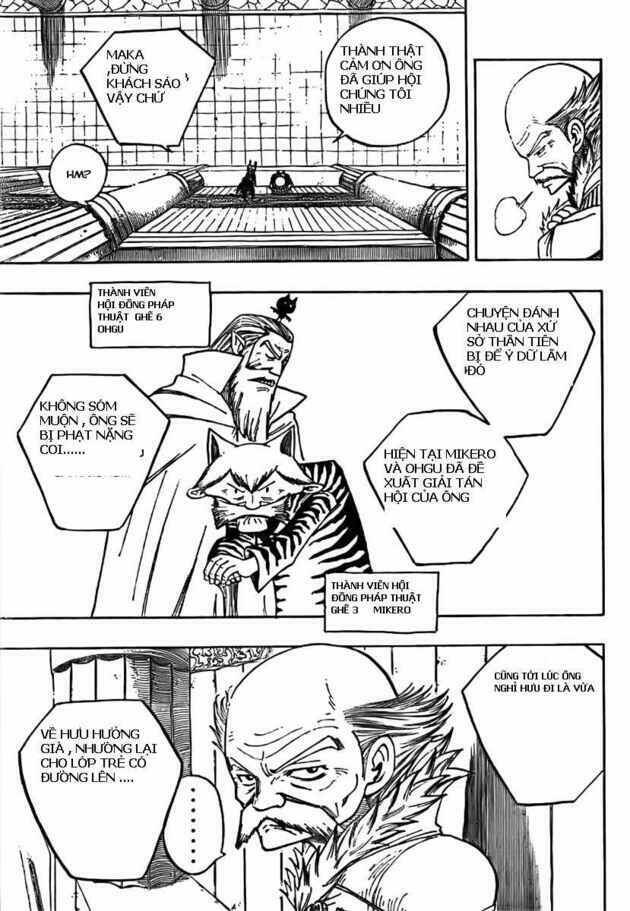 THÀNH THẬT
CẢM ƠN ÔNG
ĐÃ GIÚP HỘI
CHÚNG TÔI
NHIỀU
MAKA
,ĐỪNG
KHÁCH SÁO
VẬY CHỨ
HM?
THÀNH VIÊN
HỘI ĐỒNG PHÁP
THUẬT GHẾ 6
OHGU
CHUYỆN ĐÁNH
NHAU CỦA XỨ
SỞ THẦN TIÊN
BỊ ĐỂ Ý DỮ LẮM
ĐÓ
HIỆN TẠI MIKERO
VÀ OHGU ĐÃ ĐỀ
XUẤT GIẢI TÁN
HỘI CỦA ÔNG
KHÔNG SỚM
MUỘN , ÔNG SẼ
BỊ PHẠT NẶNG
COI......
THÀNH VIÊN HỘI
ĐỒNG PHÁP THUẬT
GHẾ 3 MIKERO
CŨNG TỚI LÚC ÔNG
NGHỈ HƯU ĐI LÀ VỪA
VỀ HƯU HƯỞNG
GIÀ , NHƯỜNG LẠI
CHO LỚP TRẺ CÓ
ĐƯỜNG LÊN ....